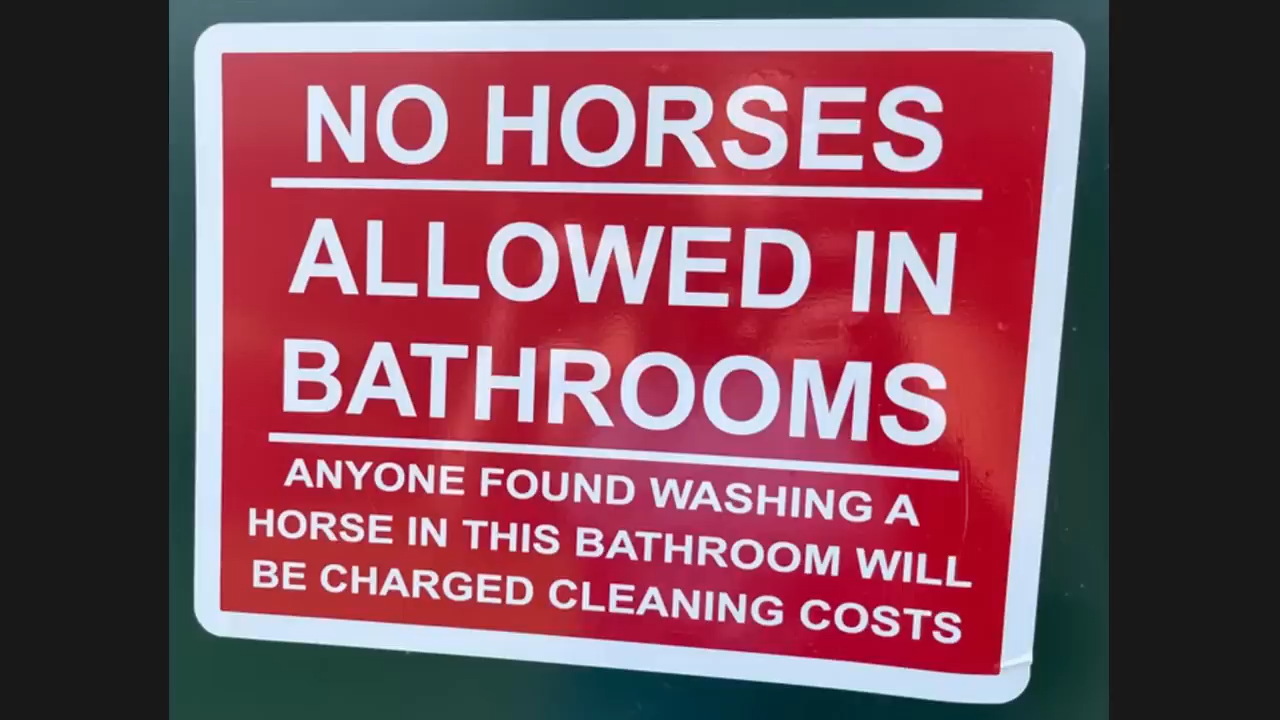 NO HORSES
ALLOWED IN
BATHROOMS
ANYONE FOUND WASHING A
HORSE IN THIS BATHROOM WILL
BE CHARGED CLEANING COSTS